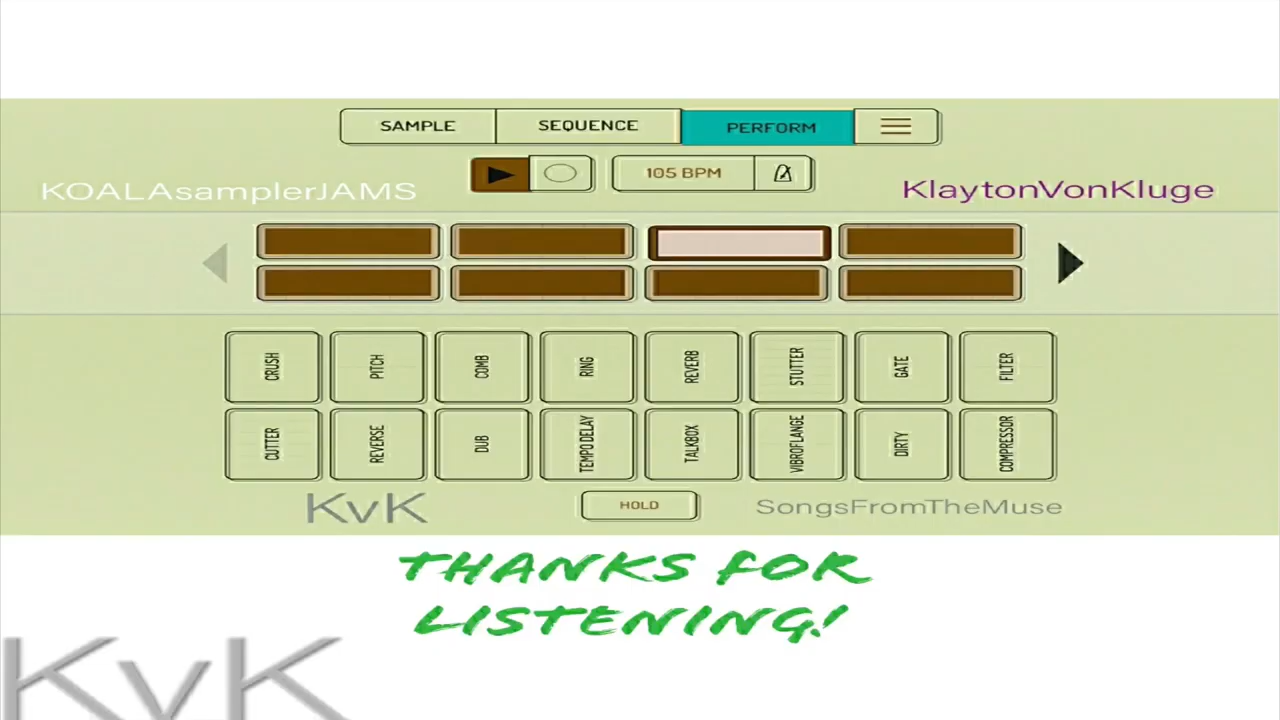 SAMPLE SEQUENCE PERFORM
105 BPM
KOALAsamplerJAMS KlaytonVonKluge
CRUSH PITCH COMB RING REVERB STUTTER GATE FILTER
CUTTER REVERSE DUB TEMPO DELAY TALKBOX VIBROFLANGE DIRTY COMPRESSOR
KvK HOLD SongsFromTheMuse
THANKS FOR
LISTENING!
KvK